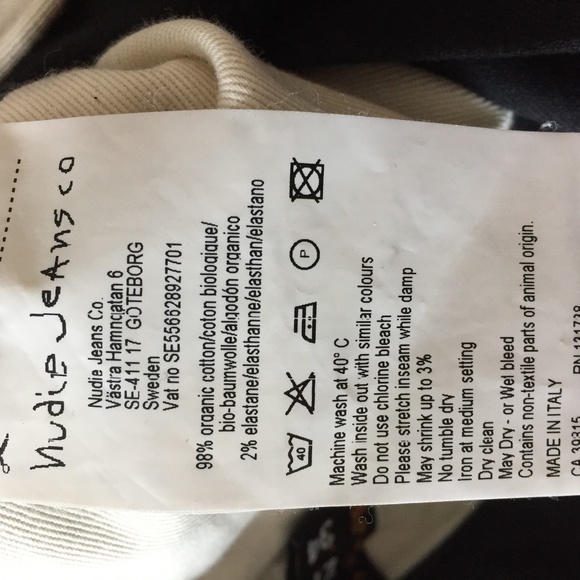 Nudie Jeans co
Nudie Jeans Co.
Västra Hamngatan 6
SE-411 17 GÖTEBORG
Sweden
Vat no SE556628927701
98% organic cotton/coton biologique/
bio-baumwolle/algodón organico
2% elastane/elasthanne/elasthan/elastano
40
P
Machine wash at 40° C
Wash inside out with similar colours
Do not use chlorine bleach
Please stretch inseam while damp
May shrink up to 3%
No tumble dry
Iron at medium setting
Dry clean
May Dry - or Wet bleed
Contains non-textile parts of animal origin.
MADE IN ITALY
CA 39315